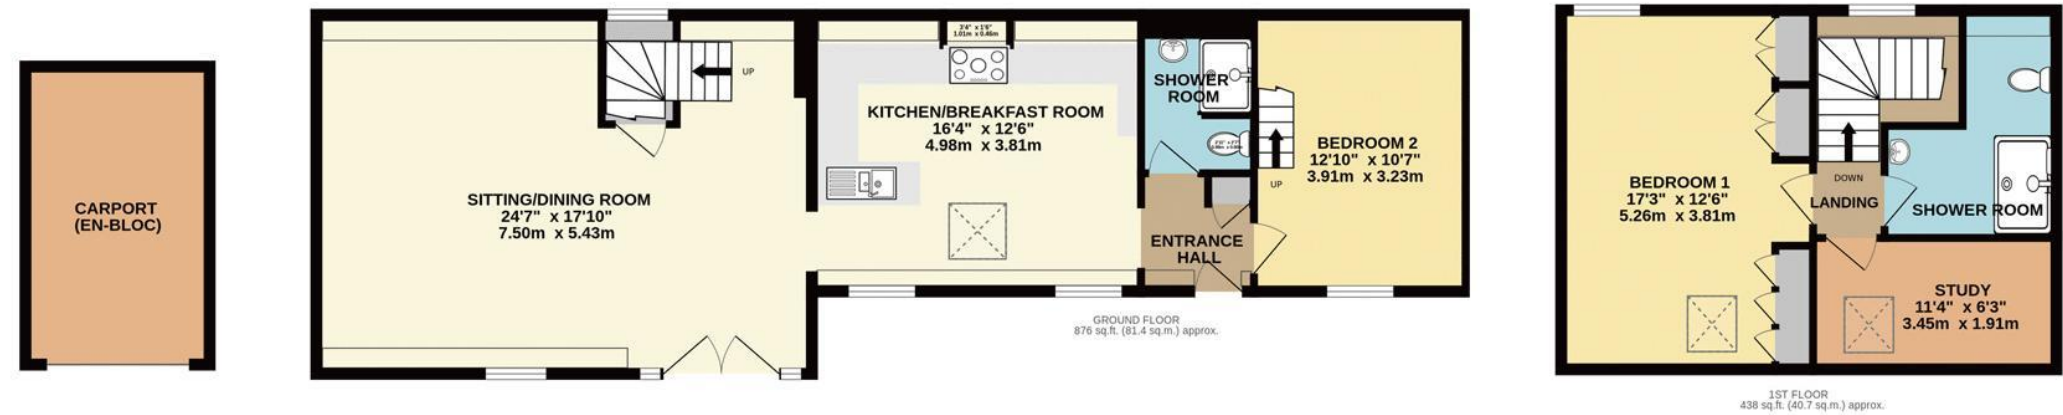 CARPORT
(EN-BLOC)
SITTING/DINING ROOM
24'7" x 17'10"
7.50m x 5.43m
UP
3'4" x 1'6"
1.01m x 0.46m
KITCHEN/BREAKFAST ROOM
16'4" x 12'6"
4.98m x 3.81m
SHOWER
ROOM
ENTRANCE
HALL
UP
BEDROOM 2
12'10" x 10'7"
3.91m x 3.23m
GROUND FLOOR
876 sq.ft. (81.4 sq.m.) approx.
BEDROOM 1
17'3" x 12'6"
5.26m x 3.81m
DOWN
LANDING
SHOWER ROOM
STUDY
11'4" x 6'3"
3.45m x 1.91m
1ST FLOOR
438 sq.ft. (40.7 sq.m.) approx.